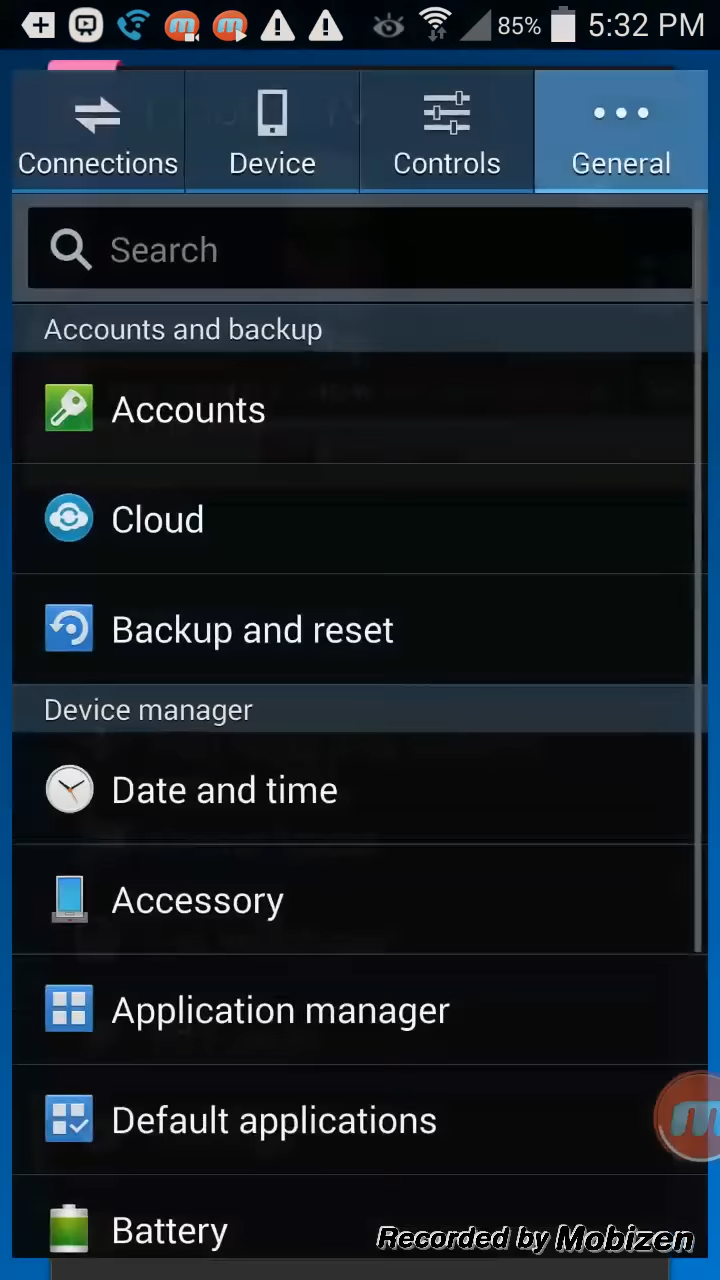 85% 5:32 PM
Connections Device Controls General
Search
Accounts and backup
Accounts
Cloud
Backup and reset
Device manager
Date and time
Accessory
Application manager
Default applications
Battery
Recorded by Mobizen